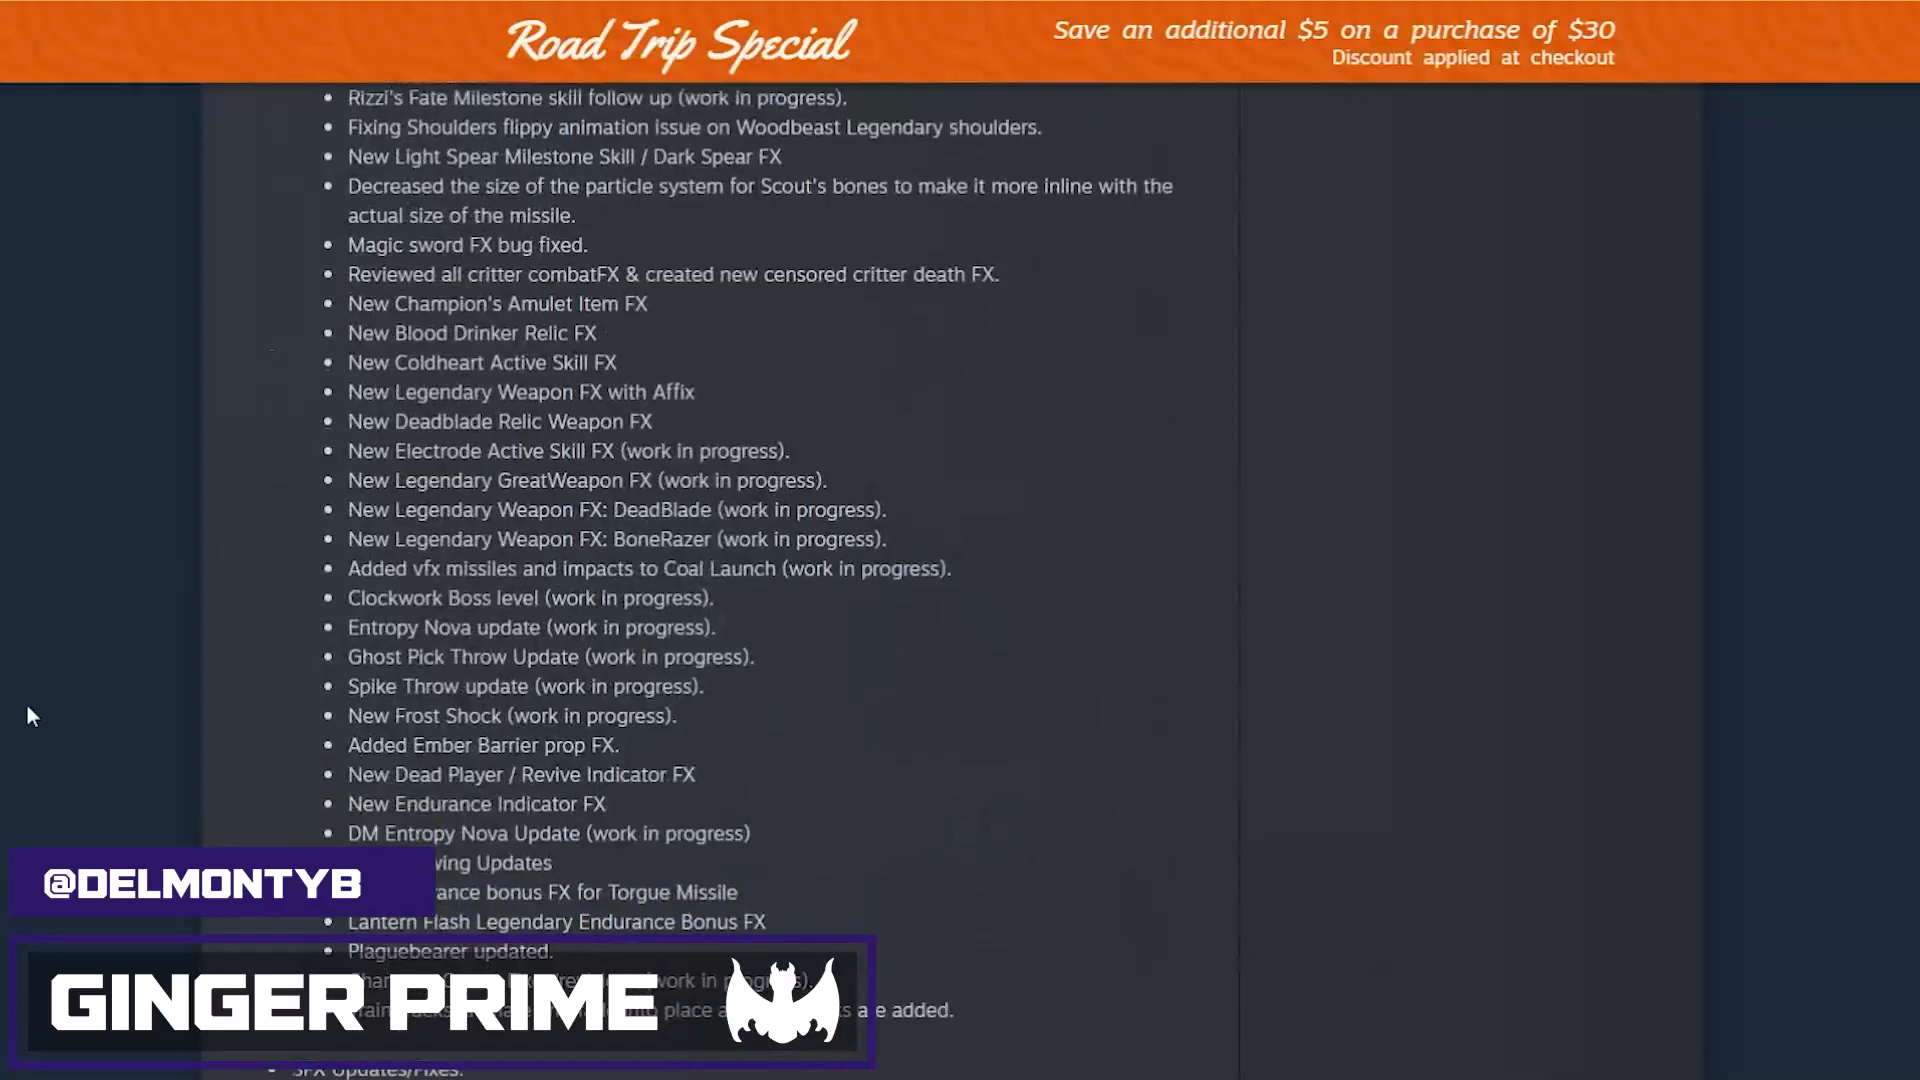 Road Trip Special
Save an additional $5 on a purchase of $30
Discount applied at checkout
Rizzi's Fate Milestone skill follow up (work in progress).
Fixing Shoulders flippy animation issue on Woodbeast Legendary shoulders.
New Light Spear Milestone Skill / Dark Spear FX
Decreased the size of the particle system for Scout's bones to make it more inline with the
actual size of the missile.
Magic sword FX bug fixed.
Reviewed all critter combatFX & created new censored critter death FX.
New Champion's Amulet Item FX
New Blood Drinker Relic FX
New Coldheart Active Skill FX
New Legendary Weapon FX with Affix
New Deadblade Relic Weapon FX
New Electrode Active Skill FX (work in progress).
New Legendary GreatWeapon FX (work in progress).
New Legendary Weapon FX: DeadBlade (work in progress).
New Legendary Weapon FX: BoneRazer (work in progress).
Added vfx missiles and impacts to Coal Launch (work in progress).
Clockwork Boss level (work in progress).
Entropy Nova update (work in progress).
Ghost Pick Throw Update (work in progress).
Spike Throw update (work in progress).
New Frost Shock (work in progress).
Added Ember Barrier prop FX.
New Dead Player / Revive Indicator FX
New Endurance Indicator FX
DM Entropy Nova Update (work in progress)
Updates
bonus FX for Torgue Missile
@DELMONTYB
Lantern Flash Legendary Endurance Bonus FX
Plaguebearer updated.
(work in progress).
place are added.
GINGER PRIME
SFX Updates/Fixes.